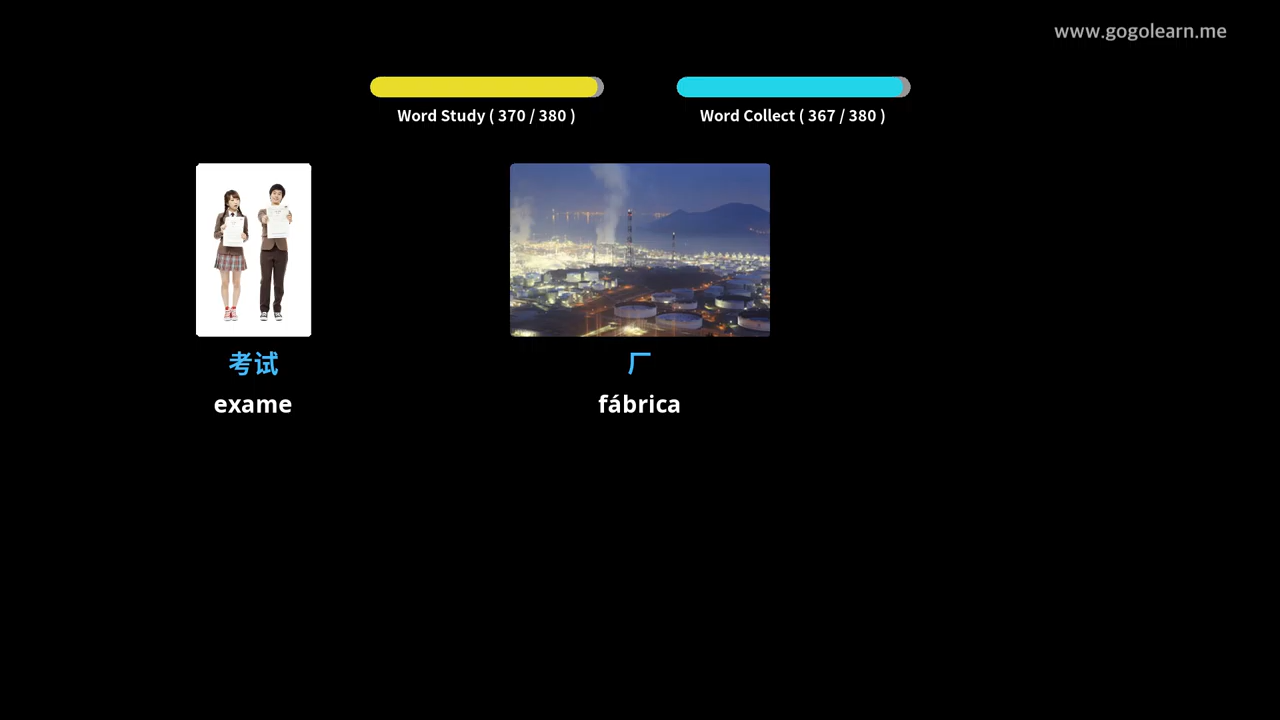 www.gogolearn.me
Word Study ( 370 / 380 )
Word Collect ( 367 / 380 )
考试
exame
厂
fábrica